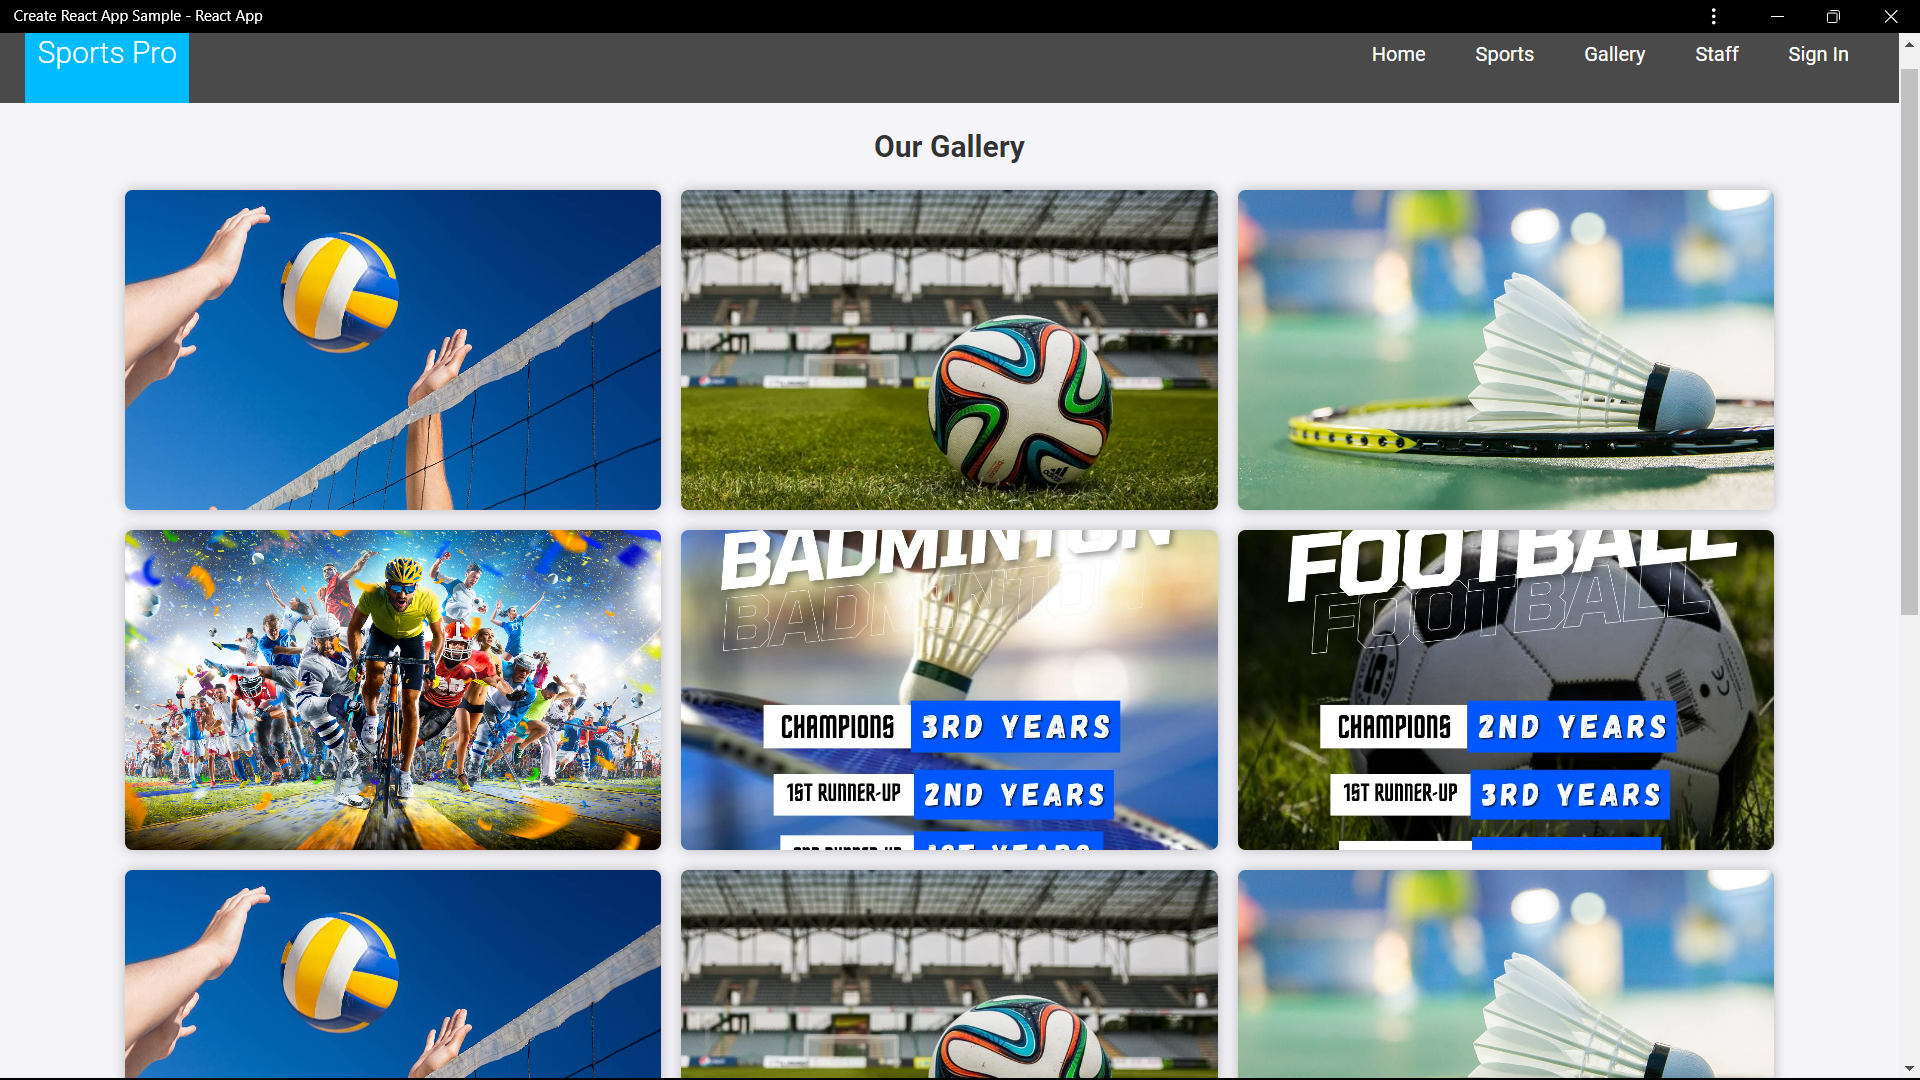 Create React App Sample - React App
Sports Pro
Home Sports Gallery Staff Sign In
Our Gallery
BADMINTON
BADMINTON
CHAMPIONS 3RD YEARS
1ST RUNNER-UP 2ND YEARS
FOOTBALL
FOOTBALL
CHAMPIONS 2ND YEARS
1ST RUNNER-UP 3RD YEARS